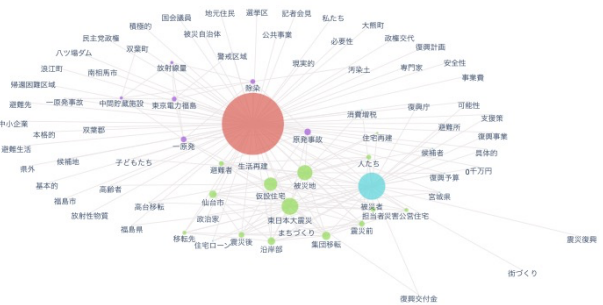 国会議員
地元住民
選挙区
記者会見
私たち
積極的
大熊町
民主党政権
被災自治体
公共事業
必要性
政権交代
双葉町
復興計画
八ッ場ダム
警戒区域
現実的
安全性
浪江町
放射線量
専門家
南相馬市
汚染土
事業費
帰還困難区域
除染
避難先
一原発事故
中間貯蔵施設
東京電力福島
復興庁
可能性
消費増税
支援策
中小企業
避難所
双葉郡
本格的
一原発
原発事故
住宅再建
復興事業
避難生活
候補者
具体的
候補地
子どもたち
生活再建
人たち
県外
避難者
0千万円
復興予算
基本的
高齢者
仮設住宅
被災地
宮城県
福島市
仙台市
高台移転
被災者
放射性物質
政治家
東日本大震災
担当者
災害公営住宅
福島県
まちづくり
震災前
移転先
住宅ローン
震災後
沿岸部
集団移転
震災復興
街づくり
復興交付金